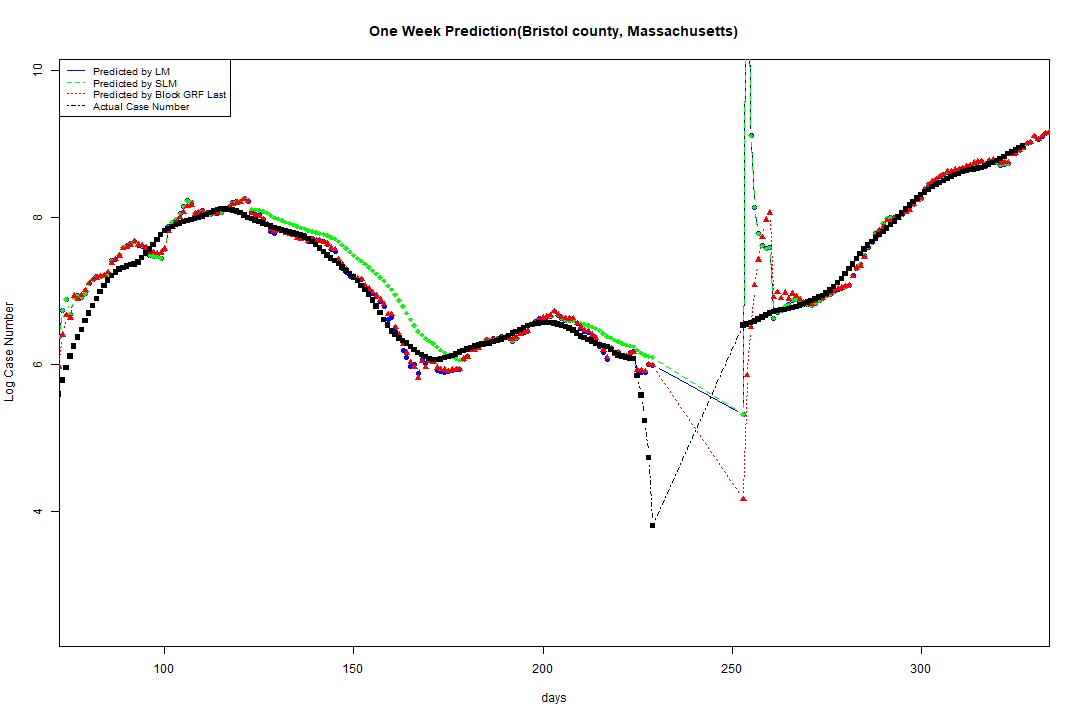 One Week Prediction(Bristol county, Massachusetts)
Predicted by LM
Predicted by SLM
Predicted by Block GRF Last
Actual Case Number
10
8
6
4
Log Case Number
100 150 200 250 300
days